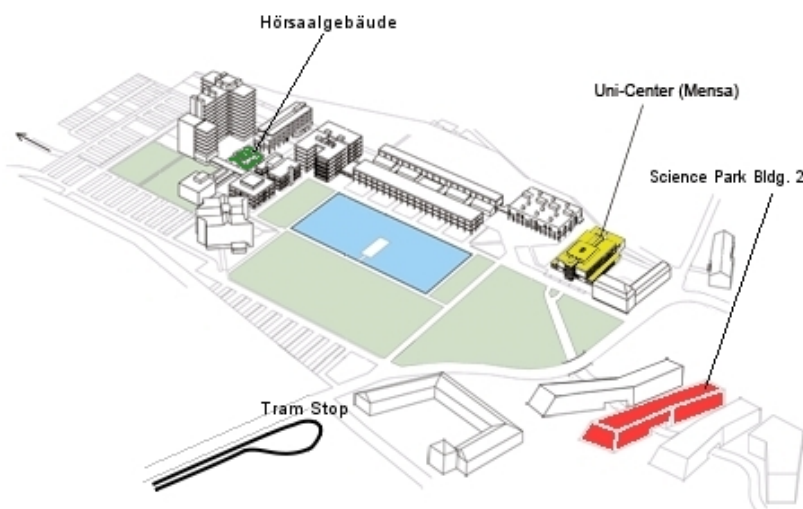 Hörsaalgebäude
Uni-Center (Mensa)
Science Park Bldg. 2
Tram Stop